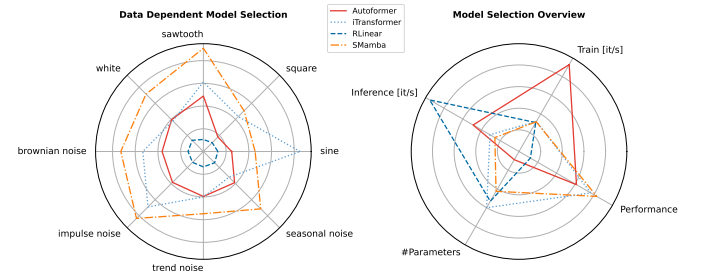 Data Dependent Model Selection
Autoformer
iTransformer
RLinear
SMamba
Model Selection Overview
sawtooth
white
square
brownian noise
sine
impulse noise
seasonal noise
trend noise
Train [it/s]
Inference [it/s]
Performance
#Parameters